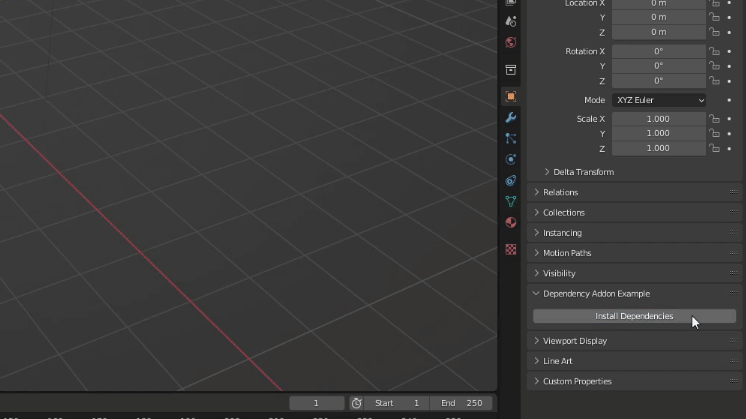 Location X 0 m
Y 0 m
Z 0 m
Rotation X 0°
Y 0°
Z 0°
Mode XYZ Euler
Scale X 1.000
Y 1.000
Z 1.000
Delta Transform
Relations
Collections
Instancing
Motion Paths
Visibility
Dependency Addon Example
Install Dependencies
Viewport Display
Line Art
Custom Properties
1 Start 1 End 250